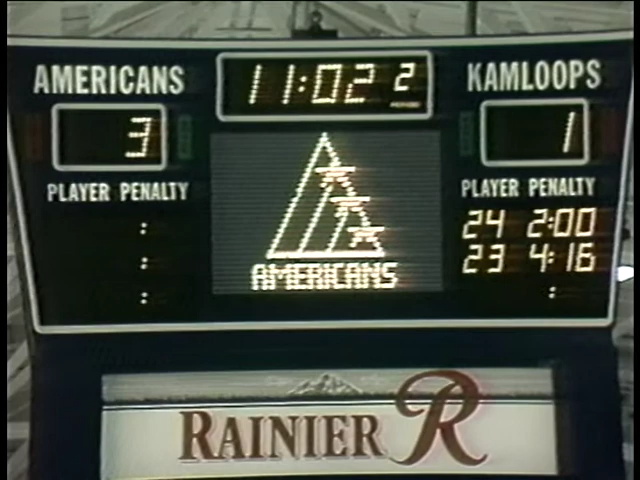 AMERICANS 11:02 2 KAMLOOPS
3 1
PLAYER PENALTY PLAYER PENALTY
: 24 2:00
: 23 4:16
: :
AMERICANS
RAINIER R